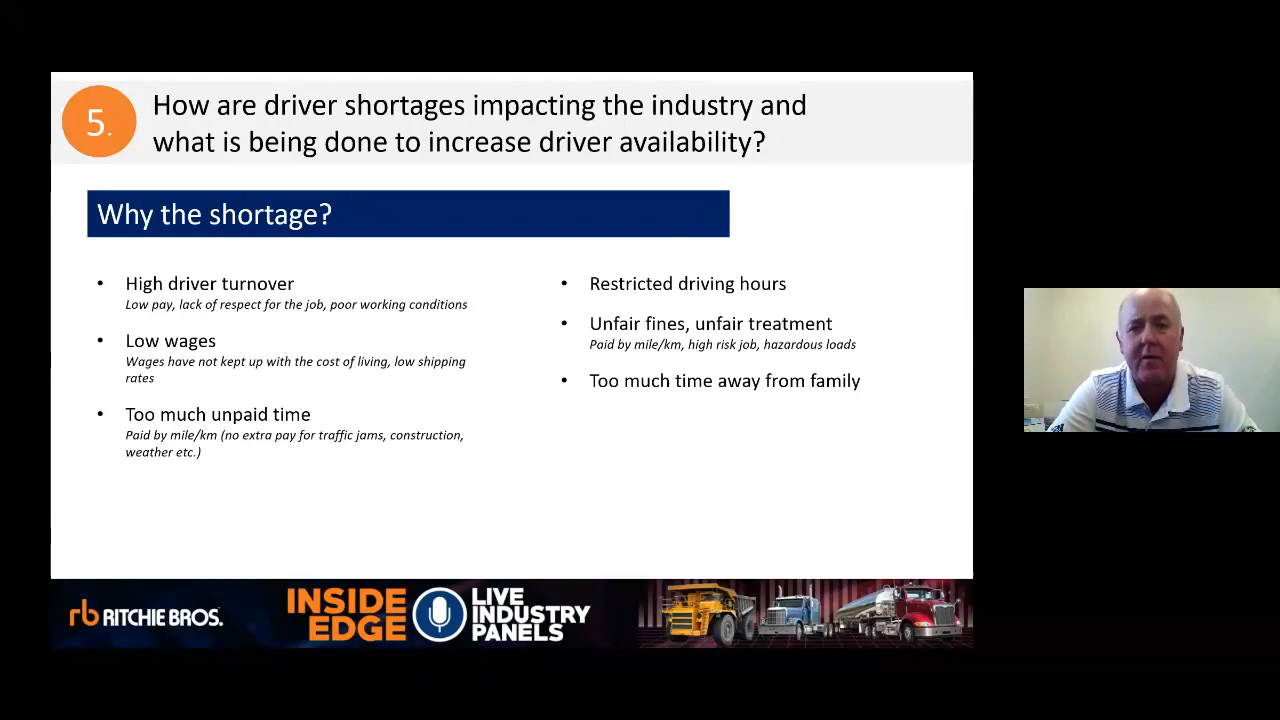 5.
How are driver shortages impacting the industry and
what is being done to increase driver availability?
Why the shortage?
• High driver turnover
Low pay, lack of respect for the job, poor working conditions
• Low wages
Wages have not kept up with the cost of living, low shipping
rates
• Too much unpaid time
Paid by mile/km (no extra pay for traffic jams, construction,
weather etc.)
• Restricted driving hours
• Unfair fines, unfair treatment
Paid by mile/km, high risk job, hazardous loads
• Too much time away from family
rb RITCHIE BROS.
INSIDE
EDGE
LIVE
INDUSTRY
PANELS